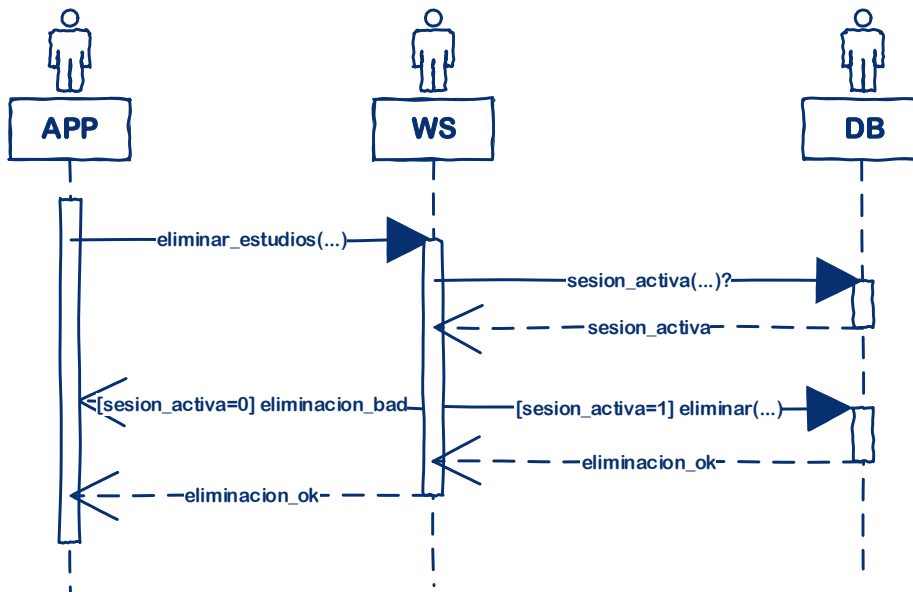 APP
WS
DB
eliminar_estudios(...)
sesion_activa(...)?
sesion_activa
[sesion_activa=0] eliminacion_bad
[sesion_activa=1] eliminar(...)
eliminacion_ok
eliminacion_ok